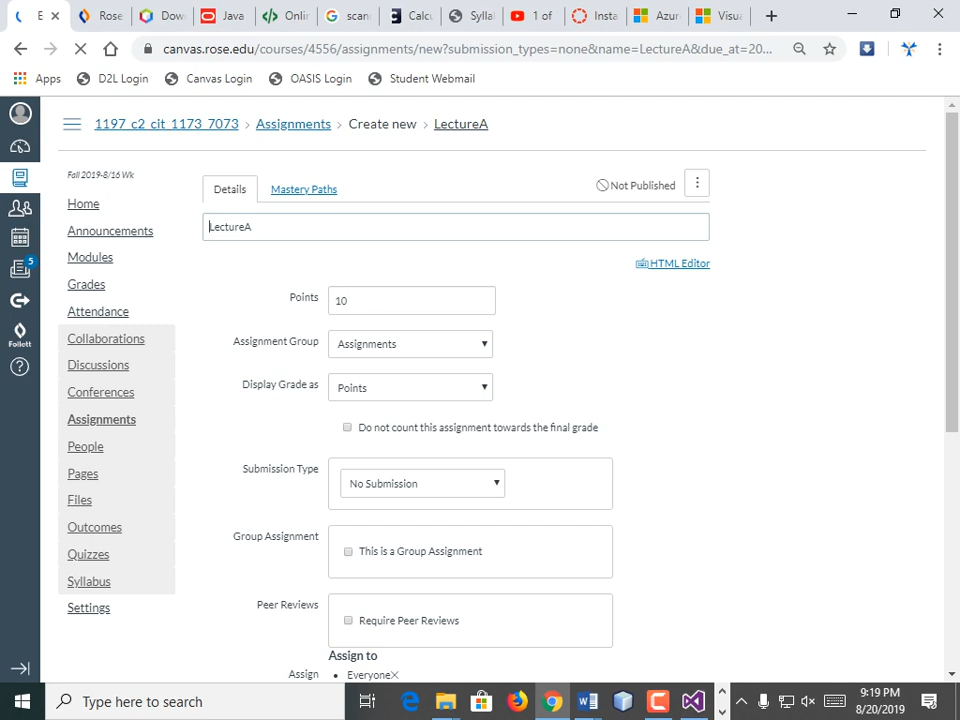 E
Rose
Dow
Java
Onlin
scan
Calcu
Sylla
1 of
Insta
Azur
Visua
canvas.rose.edu/courses/4556/assignments/new?submission_types=none&name=LectureA&due_at=20...
Apps
D2L Login
Canvas Login
OASIS Login
Student Webmail
1197_c2_cit_1173_7073 > Assignments > Create new > LectureA
Fall 2019-8/16 Wk
Home
Announcements
Modules
Grades
Attendance
Collaborations
Discussions
Conferences
Assignments
People
Pages
Files
Outcomes
Quizzes
Syllabus
Settings
5
Follett
Details
Mastery Paths
Not Published
LectureA
HTML Editor
Points
10
Assignment Group
Assignments
Display Grade as
Points
Do not count this assignment towards the final grade
Submission Type
No Submission
Group Assignment
This is a Group Assignment
Peer Reviews
Require Peer Reviews
Assign to
Assign
Everyone
Type here to search
9:19 PM
8/20/2019